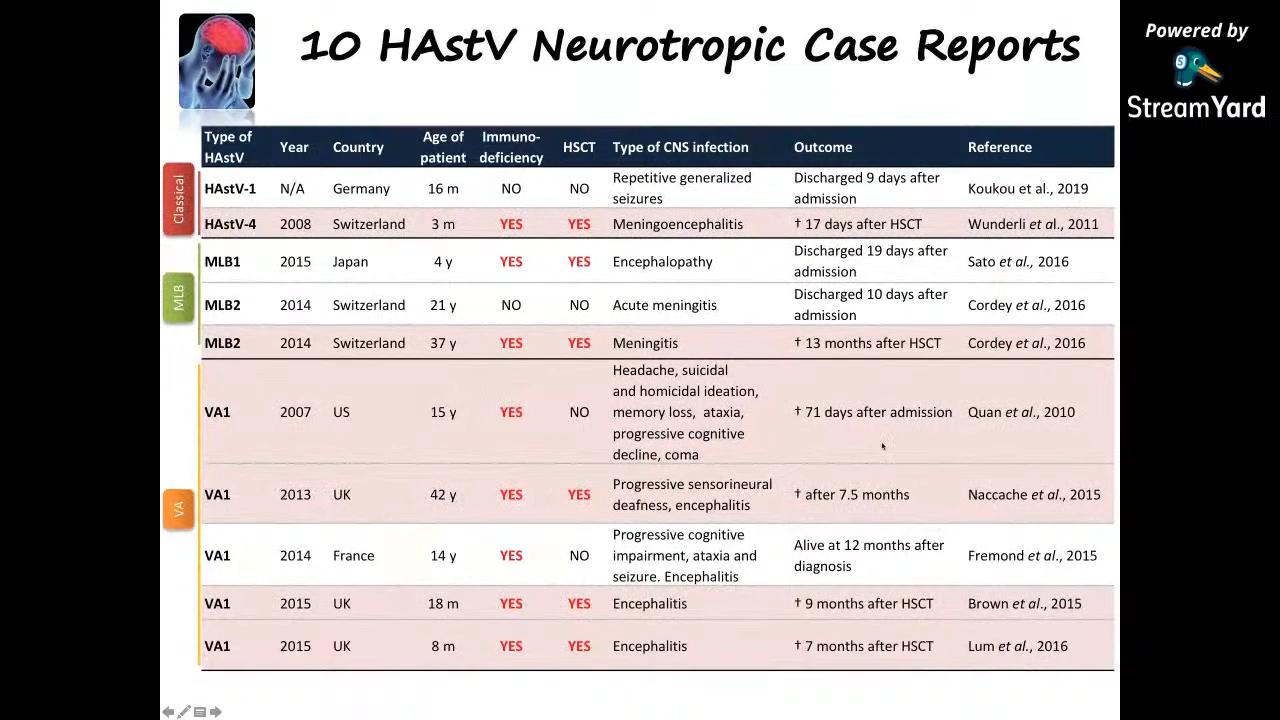 10 HAstV Neurotropic Case Reports
Powered by
StreamYard
Type of HAstV Year Country Age of patient Immuno-deficiency HSCT Type of CNS infection Outcome Reference
Classical
HAstV-1 N/A Germany 16 m NO NO Repetitive generalized seizures Discharged 9 days after admission Koukou et al., 2019
HAstV-4 2008 Switzerland 3 m YES YES Meningoencephalitis † 17 days after HSCT Wunderli et al., 2011
MLB
MLB1 2015 Japan 4 y YES YES Encephalopathy Discharged 19 days after admission Sato et al., 2016
MLB2 2014 Switzerland 21 y NO NO Acute meningitis Discharged 10 days after admission Cordey et al., 2016
MLB2 2014 Switzerland 37 y YES YES Meningitis † 13 months after HSCT Cordey et al., 2016
VA
VA1 2007 US 15 y YES NO Headache, suicidal and homicidal ideation, memory loss, ataxia, progressive cognitive decline, coma † 71 days after admission Quan et al., 2010
VA1 2013 UK 42 y YES YES Progressive sensorineural deafness, encephalitis † after 7.5 months Naccache et al., 2015
VA1 2014 France 14 y YES NO Progressive cognitive impairment, ataxia and seizure. Encephalitis Alive at 12 months after diagnosis Fremond et al., 2015
VA1 2015 UK 18 m YES YES Encephalitis † 9 months after HSCT Brown et al., 2015
VA1 2015 UK 8 m YES YES Encephalitis † 7 months after HSCT Lum et al., 2016